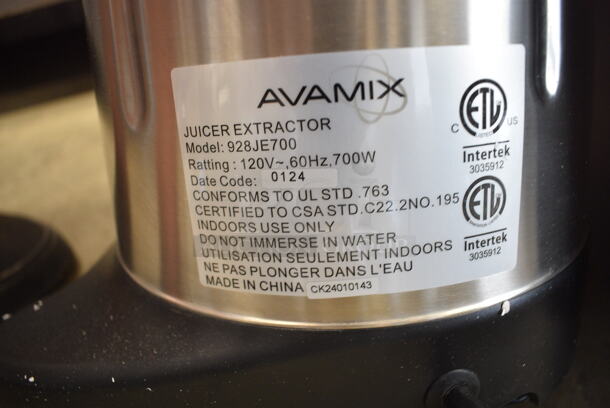 AVAMIX
JUICER EXTRACTOR
Model: 928JE700
Ratting : 120V~,60Hz,700W
Date Code: 0124
CONFORMS TO UL STD .763
CERTIFIED TO CSA STD.C22.2NO.195
INDOORS USE ONLY
DO NOT IMMERSE IN WATER
UTILISATION SEULEMENT INDOORS
NE PAS PLONGER DANS L'EAU
MADE IN CHINA CK24010143
C ETL US
LISTED
Intertek
3035912
ETL
Intertek
3035912